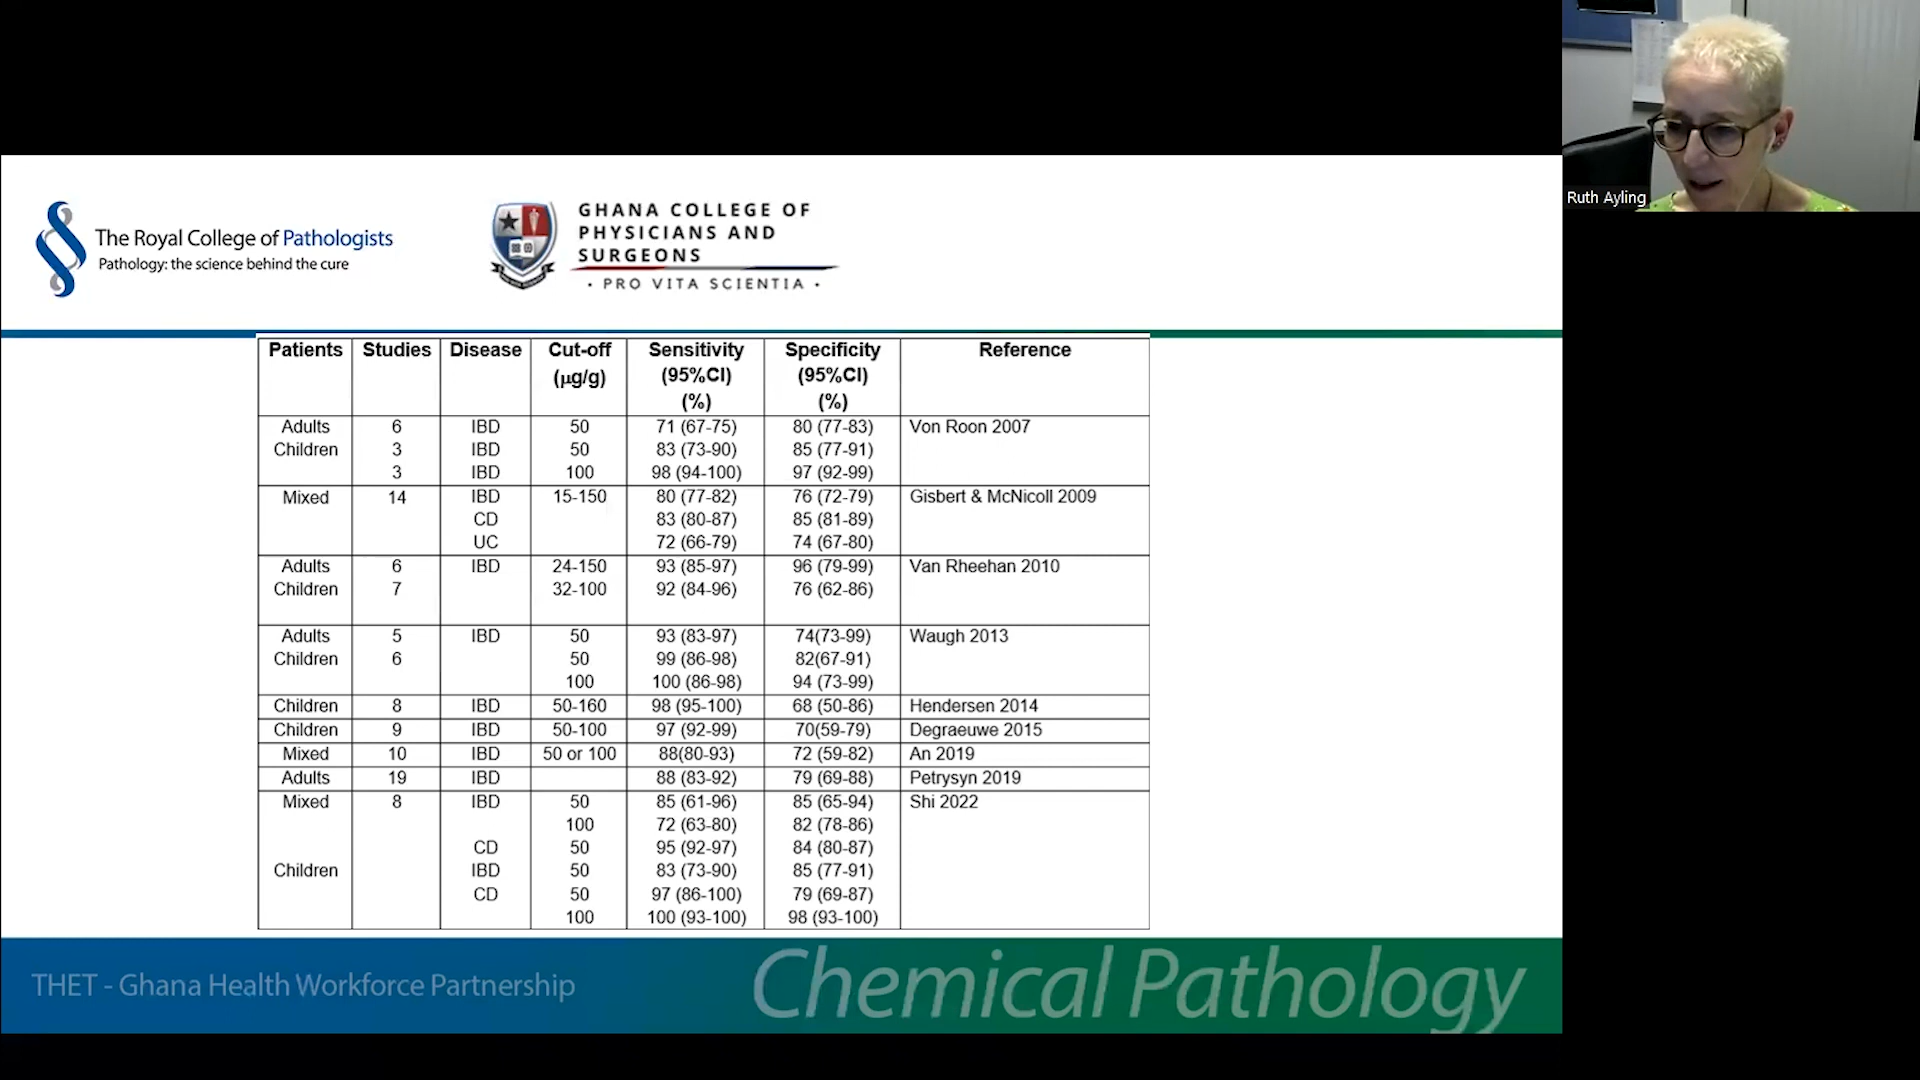 Ruth Ayling
The Royal College of Pathologists
Pathology: the science behind the cure
GHANA COLLEGE OF
PHYSICIANS AND
SURGEONS
· PRO VITA SCIENTIA ·
Patients Studies Disease Cut-off Sensitivity Specificity Reference
(μg/g) (95%CI) (95%CI)
(%) (%)
Adults 6 IBD 50 71 (67-75) 80 (77-83) Von Roon 2007
Children 3 IBD 50 83 (73-90) 85 (77-91)
3 IBD 100 98 (94-100) 97 (92-99)
Mixed 14 IBD 15-150 80 (77-82) 76 (72-79) Gisbert & McNicoll 2009
CD 83 (80-87) 85 (81-89)
UC 72 (66-79) 74 (67-80)
Adults 6 IBD 24-150 93 (85-97) 96 (79-99) Van Rheehan 2010
Children 7 32-100 92 (84-96) 76 (62-86)
Adults 5 IBD 50 93 (83-97) 74(73-99) Waugh 2013
Children 6 50 99 (86-98) 82(67-91)
100 100 (86-98) 94 (73-99)
Children 8 IBD 50-160 98 (95-100) 68 (50-86) Hendersen 2014
Children 9 IBD 50-100 97 (92-99) 70(59-79) Degraeuwe 2015
Mixed 10 IBD 50 or 100 88(80-93) 72 (59-82) An 2019
Adults 19 IBD 88 (83-92) 79 (69-88) Petrysyn 2019
Mixed 8 IBD 50 85 (61-96) 85 (65-94) Shi 2022
100 72 (63-80) 82 (78-86)
CD 50 95 (92-97) 84 (80-87)
Children IBD 50 83 (73-90) 85 (77-91)
CD 50 97 (86-100) 79 (69-87)
100 100 (93-100) 98 (93-100)
THET - Ghana Health Workforce Partnership
Chemical Pathology